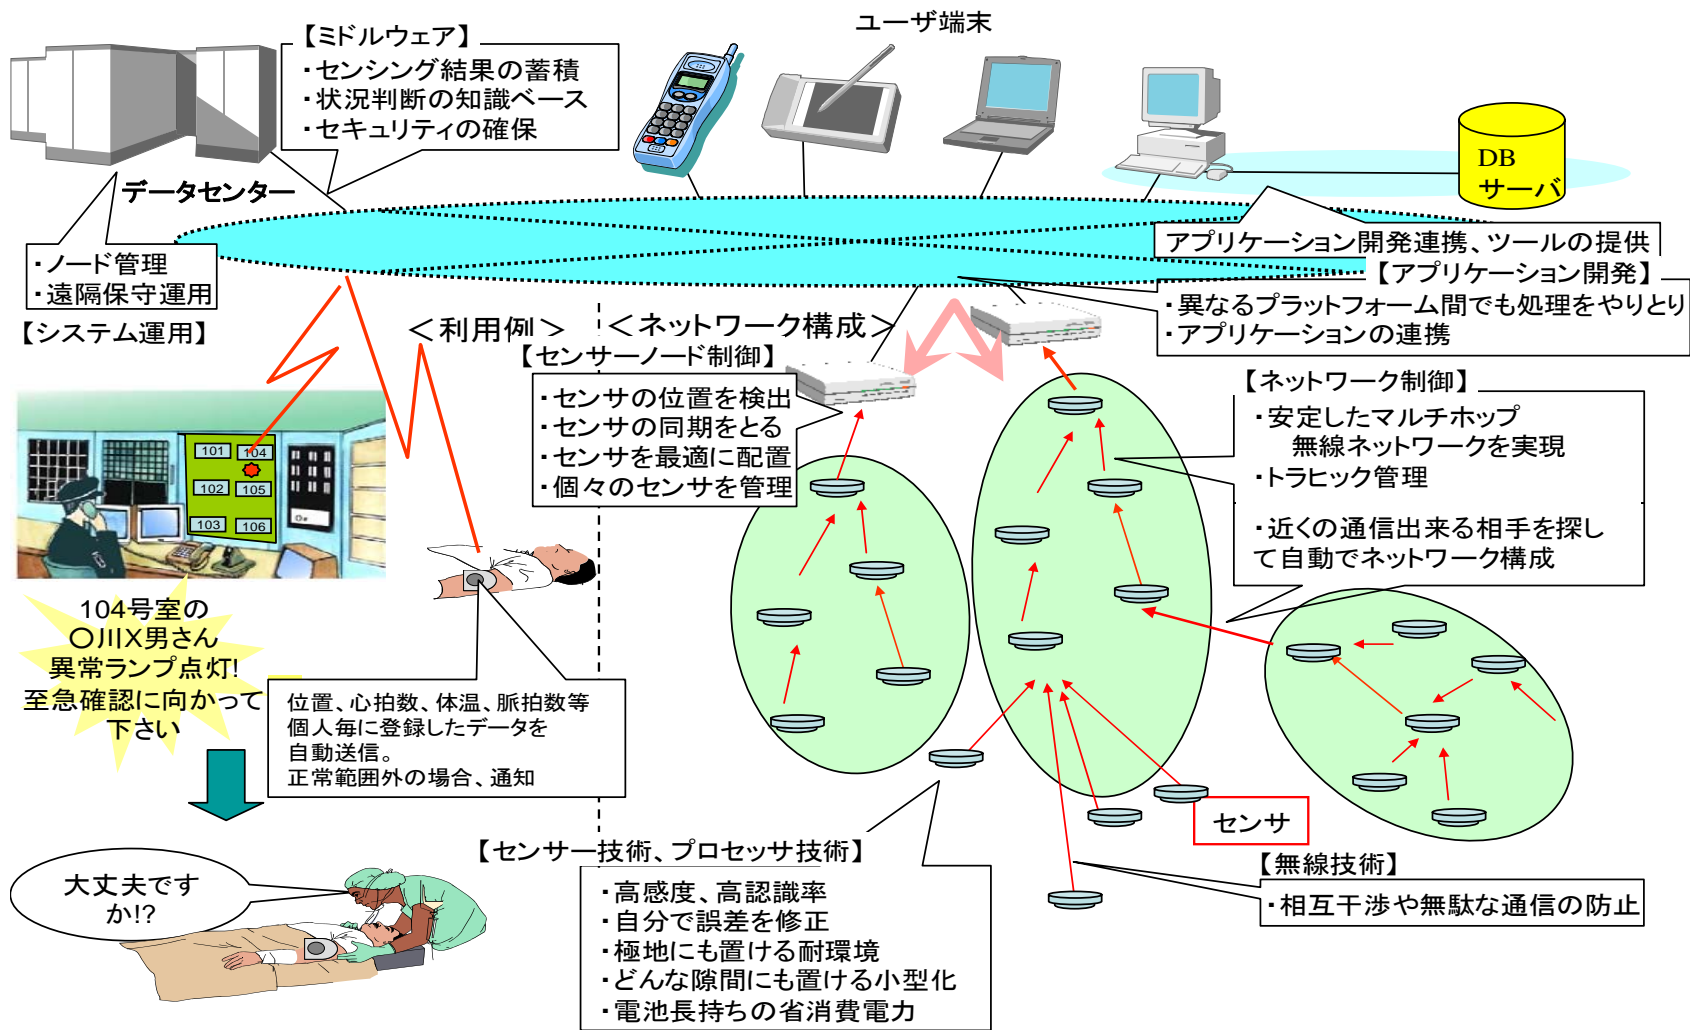 ユーザ端末
【ミドルウェア】
・センシング結果の蓄積
・状況判断の知識ベース
・セキュリティの確保
DB
サーバ
データセンター
・ノード管理
・遠隔保守運用
【システム運用】
アプリケーション開発連携、ツールの提供
【アプリケーション開発】
・異なるプラットフォーム間でも処理をやりとり
・アプリケーションの連携
＜利用例＞
＜ネットワーク構成＞
【センサーノード制御】
・センサの位置を検出
・センサの同期をとる
・センサを最適に配置
・個々のセンサを管理
【ネットワーク制御】
・安定したマルチホップ
無線ネットワークを実現
・トラヒック管理
・近くの通信出来る相手を探し
て自動でネットワーク構成
101
104
102
105
103
106
104号室の
〇川X男さん
異常ランプ点灯!
至急確認に向かって
下さい
位置、心拍数、体温、脈拍数等
個人毎に登録したデータを
自動送信。
正常範囲外の場合、通知
センサ
【センサー技術、プロセッサ技術】
・高感度、高認識率
・自分で誤差を修正
・極地にも置ける耐環境
・どんな隙間にも置ける小型化
・電池長持ちの省消費電力
【無線技術】
・相互干渉や無駄な通信の防止
大丈夫です
か!?